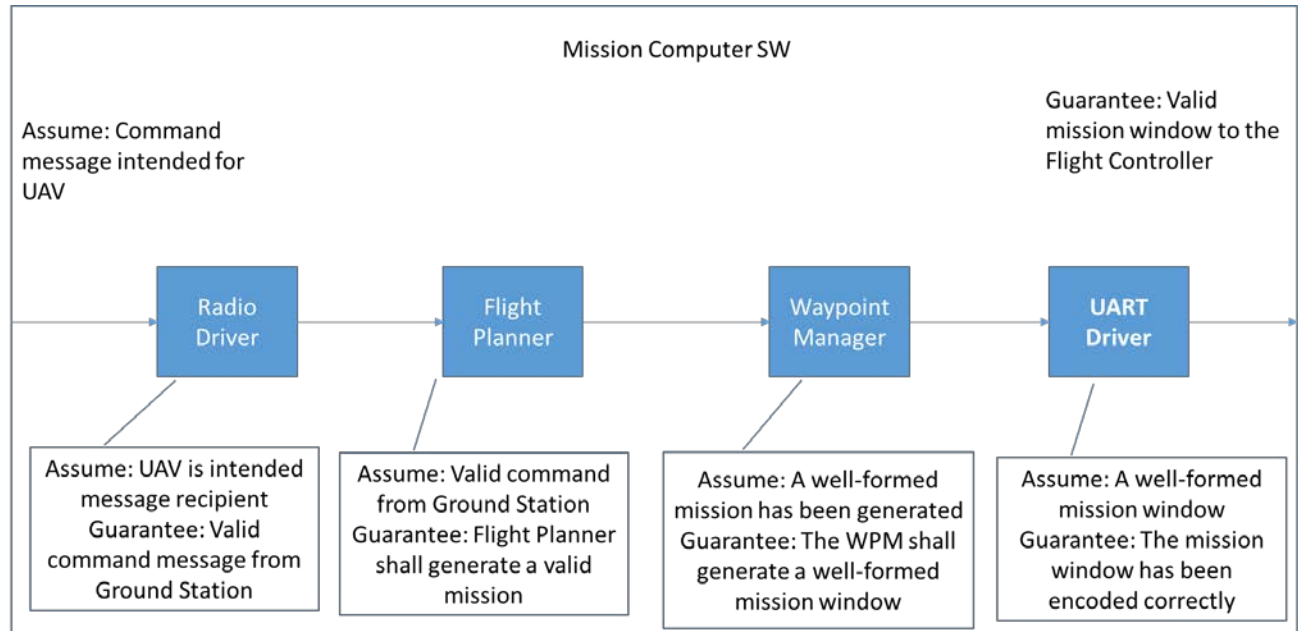 Mission Computer SW
Assume: Command
message intended for
UAV
Guarantee: Valid
mission window to the
Flight Controller
Radio
Driver
Flight
Planner
Waypoint
Manager
UART
Driver
Assume: UAV is intended
message recipient
Guarantee: Valid
command message from
Ground Station
Assume: Valid command
from Ground Station
Guarantee: Flight Planner
shall generate a valid
mission
Assume: A well-formed
mission has been generated
Guarantee: The WPM shall
generate a well-formed
mission window
Assume: A well-formed
mission window
Guarantee: The mission
window has been
encoded correctly